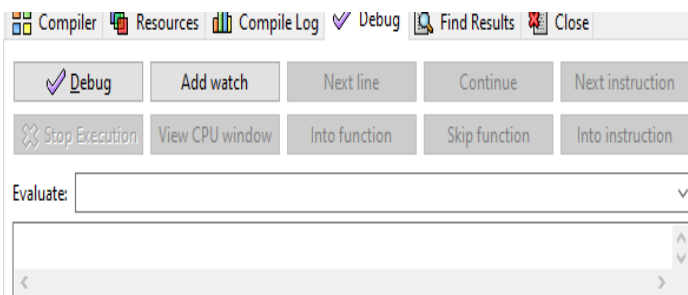 Compiler Resources Compile Log Debug Find Results Close
Debug Add watch Next line Continue Next instruction
Stop Execution View CPU window Into function Skip function Into instruction
Evaluate: